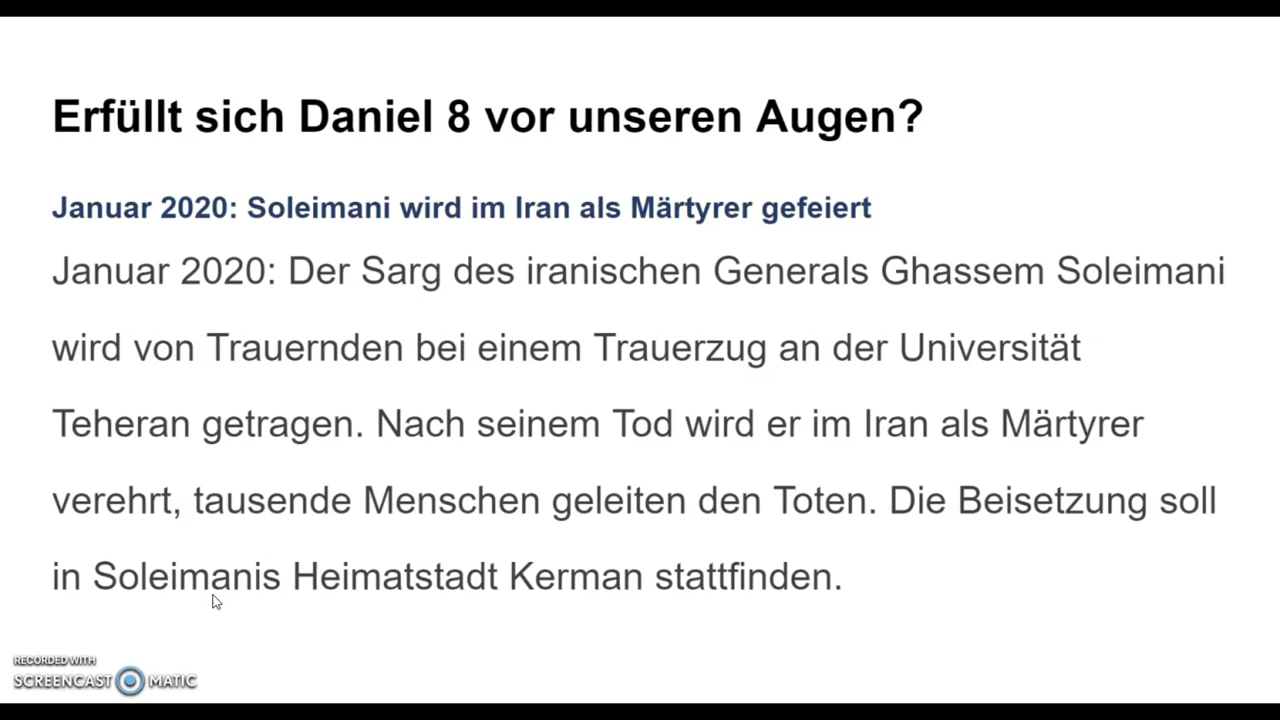 Erfüllt sich Daniel 8 vor unseren Augen?
Januar 2020: Soleimani wird im Iran als Märtyrer gefeiert
Januar 2020: Der Sarg des iranischen Generals Ghassem Soleimani
wird von Trauernden bei einem Trauerzug an der Universität
Teheran getragen. Nach seinem Tod wird er im Iran als Märtyrer
verehrt, tausende Menschen geleiten den Toten. Die Beisetzung soll
in Soleimanis Heimatstadt Kerman stattfinden.
RECORDED WITH
SCREENCAST MATIC